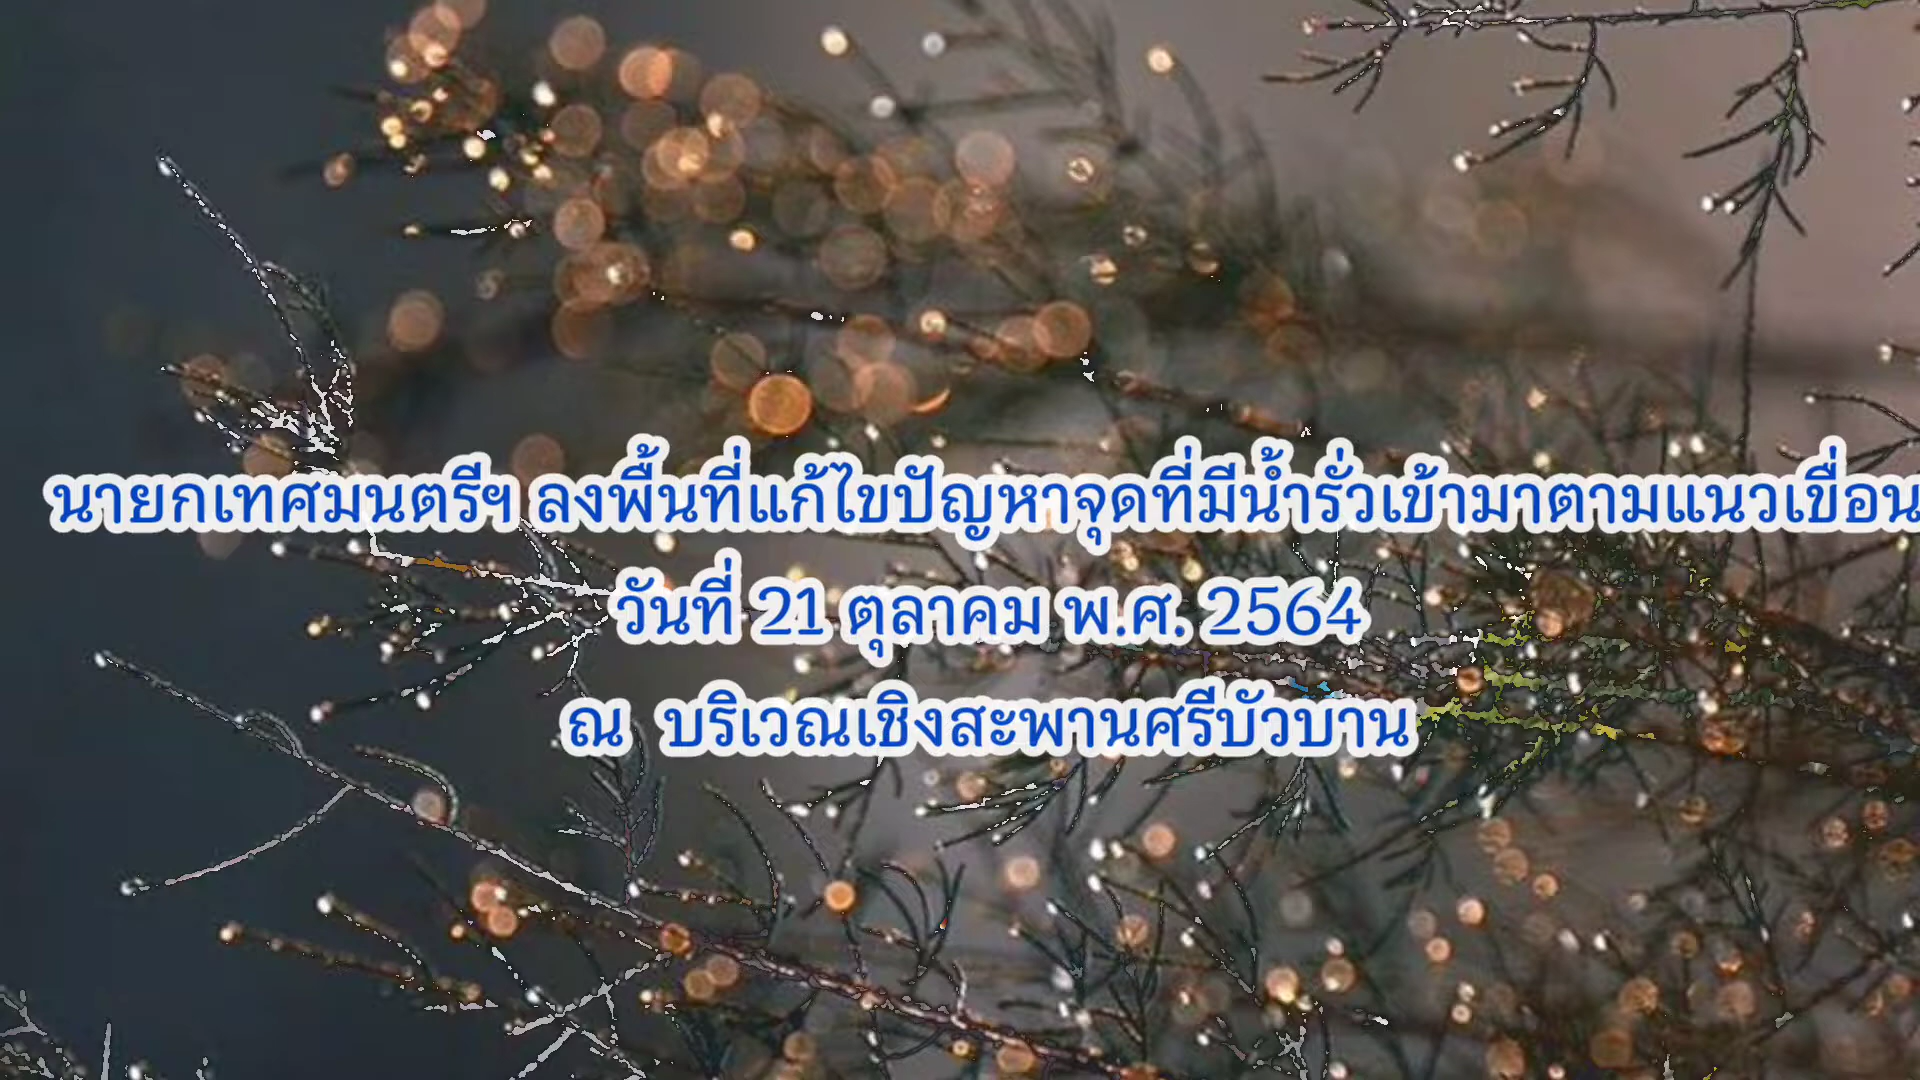 นายกเทศมนตรีฯ ลงพื้นที่แก้ไขปัญหาจุดที่มีน้ำรั่วเข้ามาตามแนวเขื่อน
วันที่ 21 ตุลาคม พ.ศ. 2564
ณ บริเวณเชิงสะพานศรีบัวบาน